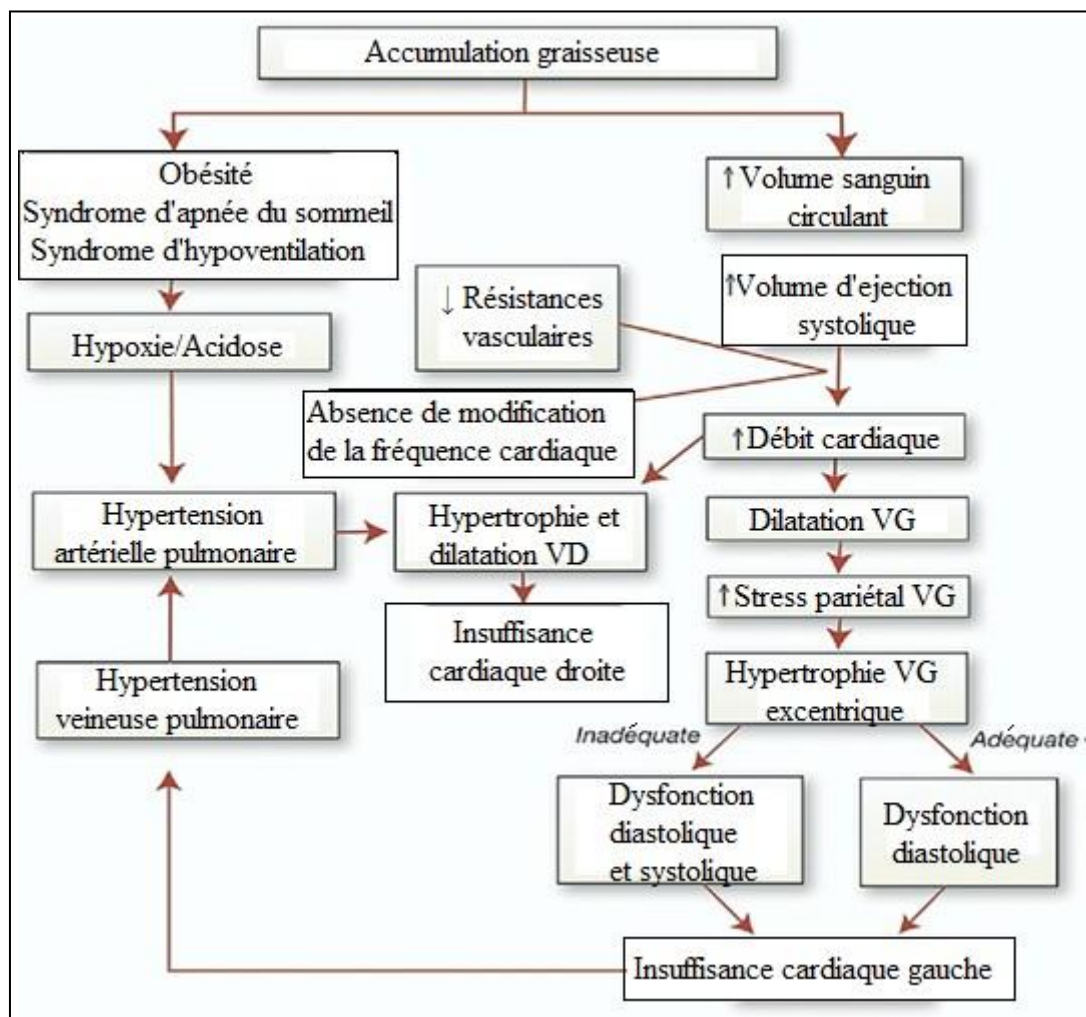 Accumulation graisseuse
Obésité
Syndrome d'apnée du sommeil
Syndrome d'hypoventilation
↑Volume sanguin
circulant
↓ Résistances
vasculaires
↑Volume d'ejection
systolique
Hypoxie/Acidose
Absence de modification
de la fréquence cardiaque
↑Débit cardiaque
Hypertension
artérielle pulmonaire
Hypertrophie et
dilatation VD
Dilatation VG
↑Stress pariétal VG
Insuffisance
cardiaque droite
Hypertension
veineuse pulmonaire
Hypertrophie VG
excentrique
Inadéquate
Adéquate
Dysfonction
diastolique
et systolique
Dysfonction
diastolique
Insuffisance cardiaque gauche